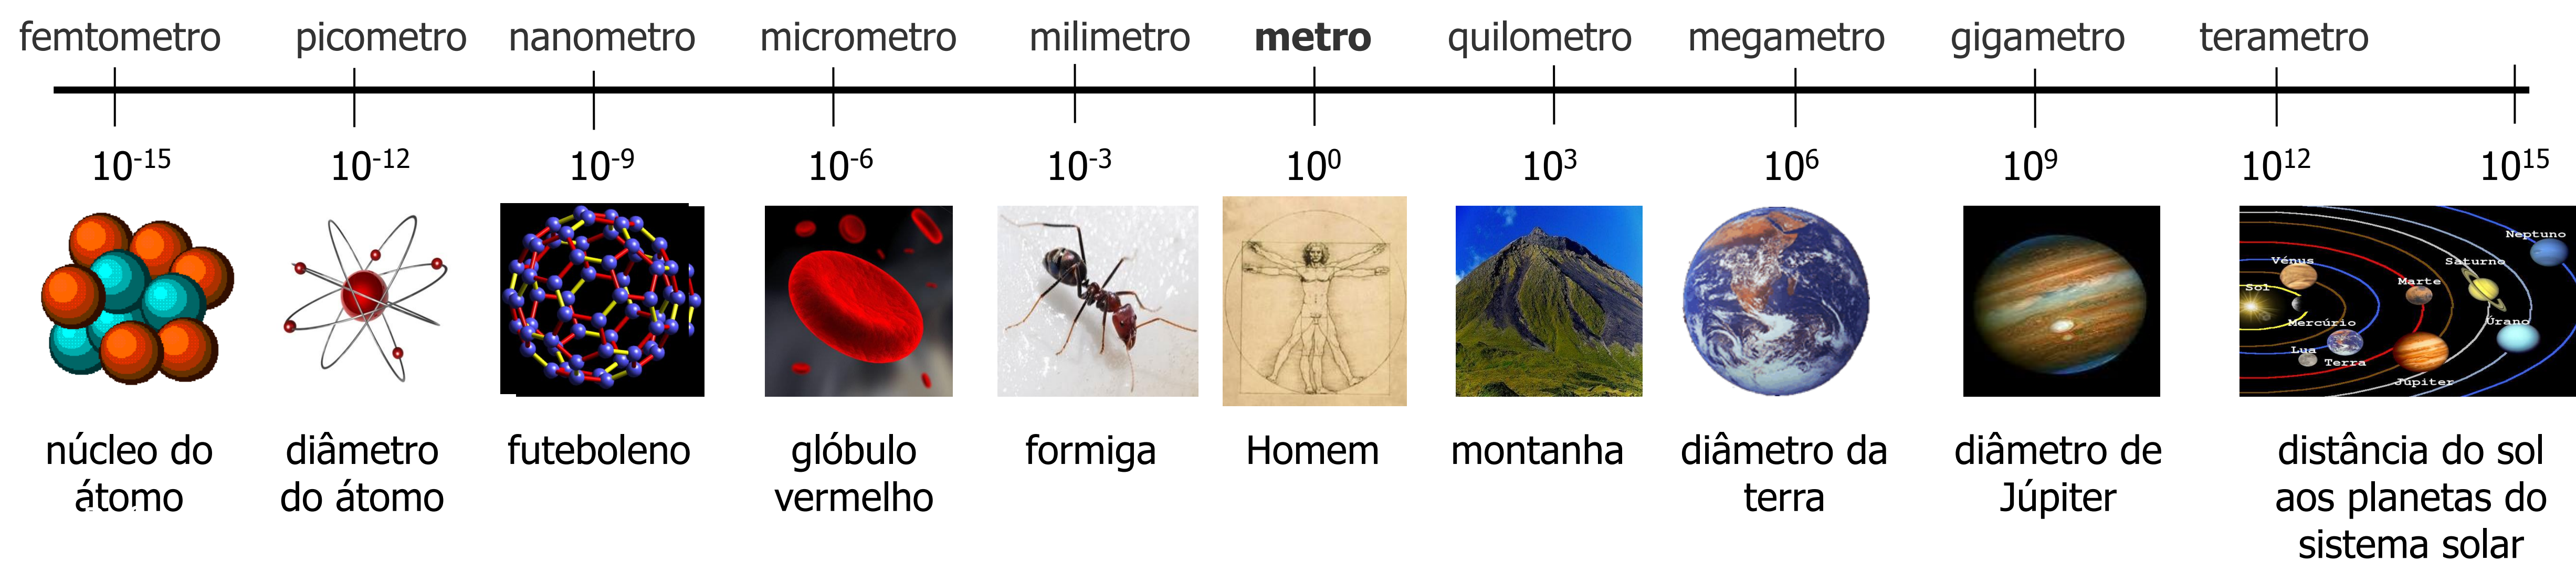 femtometro picometro nanometro micrometro milimetro metro quilometro megametro gigametro terametro
10-15 10-12 10-9 10-6 10-3 100 103 106 109 1012 1015
Neptuno
Vénus
Saturno
Sol
Marte
Mercúrio
Úrano
Lua
Terra
Júpiter
núcleo do
átomo
diâmetro
do átomo
futeboleno
glóbulo
vermelho
formiga
Homem
montanha
diâmetro da
terra
diâmetro de
Júpiter
distância do sol
aos planetas do
sistema solar